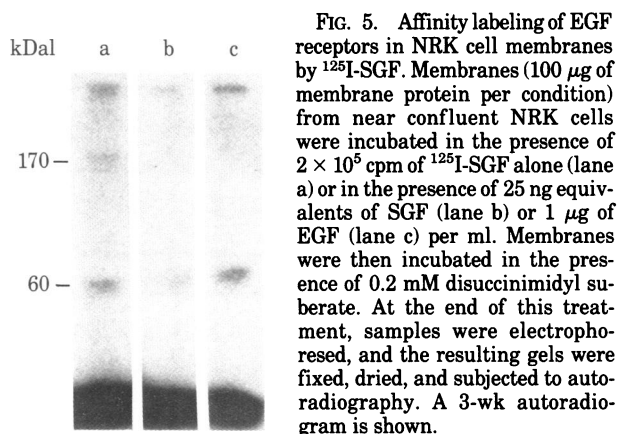 kDal a b c
170 –
60 –
FIG. 5. Affinity labeling of EGF
receptors in NRK cell membranes
by ¹²⁵I-SGF. Membranes (100 μg of
membrane protein per condition)
from near confluent NRK cells
were incubated in the presence of
2 × 10⁵ cpm of ¹²⁵I-SGF alone (lane
a) or in the presence of 25 ng equiv-
alents of SGF (lane b) or 1 μg of
EGF (lane c) per ml. Membranes
were then incubated in the pres-
ence of 0.2 mM disuccinimidyl su-
berate. At the end of this treat-
ment, samples were electropho-
resed, and the resulting gels were
fixed, dried, and subjected to auto-
radiography. A 3-wk autoradio-
gram is shown.